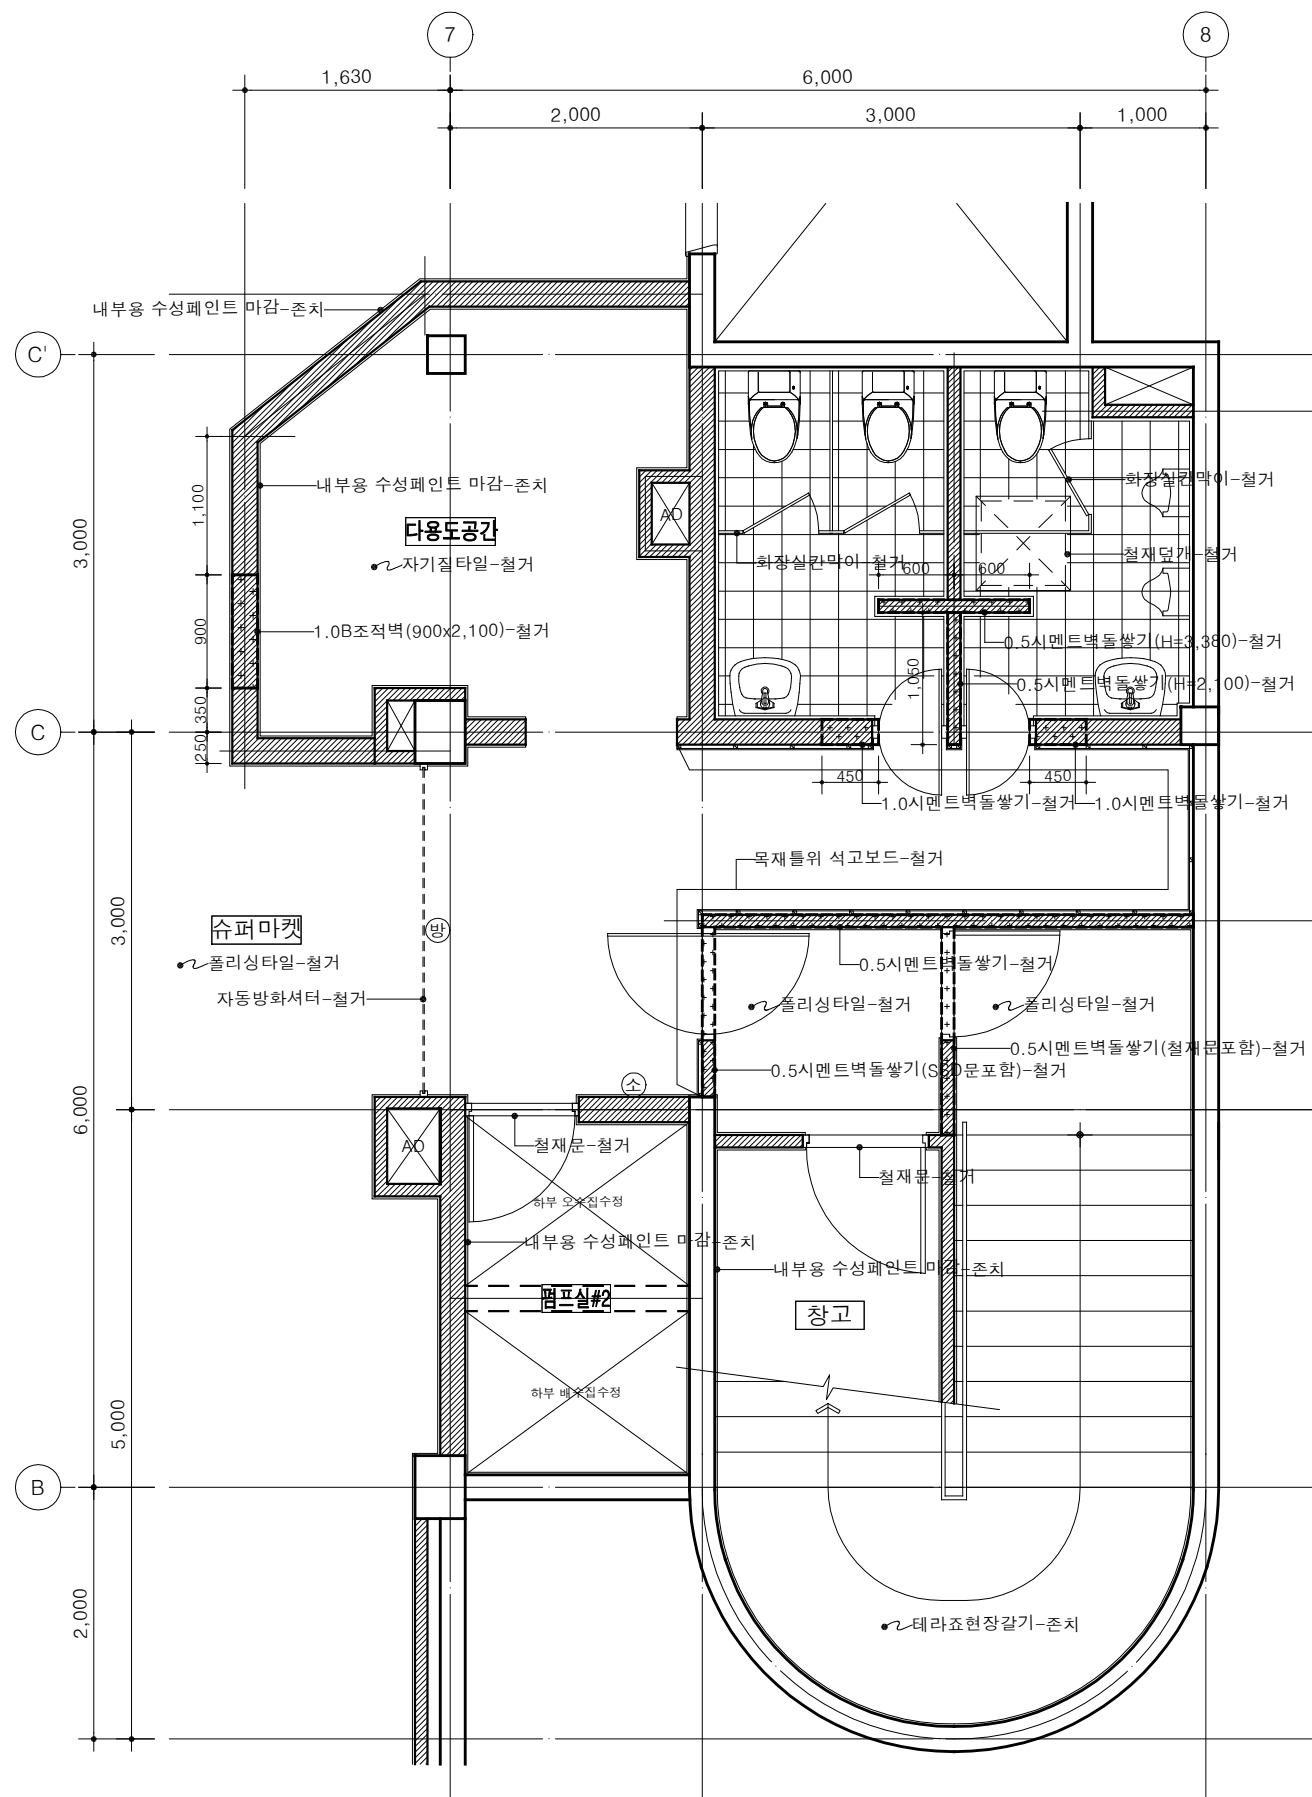 7
8
1,630
6,000
2,000
3,000
1,000
내부용 수성페인트 마감-존치
C'
화장실칸막이-철거
내부용 수성페인트 마감-존치
1,100
AD
다용도공간
3,000
철재덮개-철거
자기질타일-철거
화장실칸막이-철거
600
600
1.0B조적벽(900x2,100)-철거
900
0.5시멘트벽돌쌓기(H=3,380)-철거
1,050
0.5시멘트벽돌쌓기(H=2,100)-철거
350
C
250
450
450
1.0시멘트벽돌쌓기-철거
1.0시멘트벽돌쌓기-철거
목재틀위 석고보드-철거
3,000
슈퍼마켓
방
폴리싱타일-철거
0.5시멘트벽돌쌓기-철거
자동방화셔터-철거
폴리싱타일-철거
폴리싱타일-철거
0.5시멘트벽돌쌓기(철재문포함)-철거
0.5시멘트벽돌쌓기(SSD문포함)-철거
소
6,000
AD
철재문-철거
철재문-철거
하부 오수집수정
내부용 수성페인트 마감-존치
내부용 수성페인트 마감-존치
펌프실#2
창고
하부 배수집수정
5,000
B
2,000
테라죠현장갈기-존치